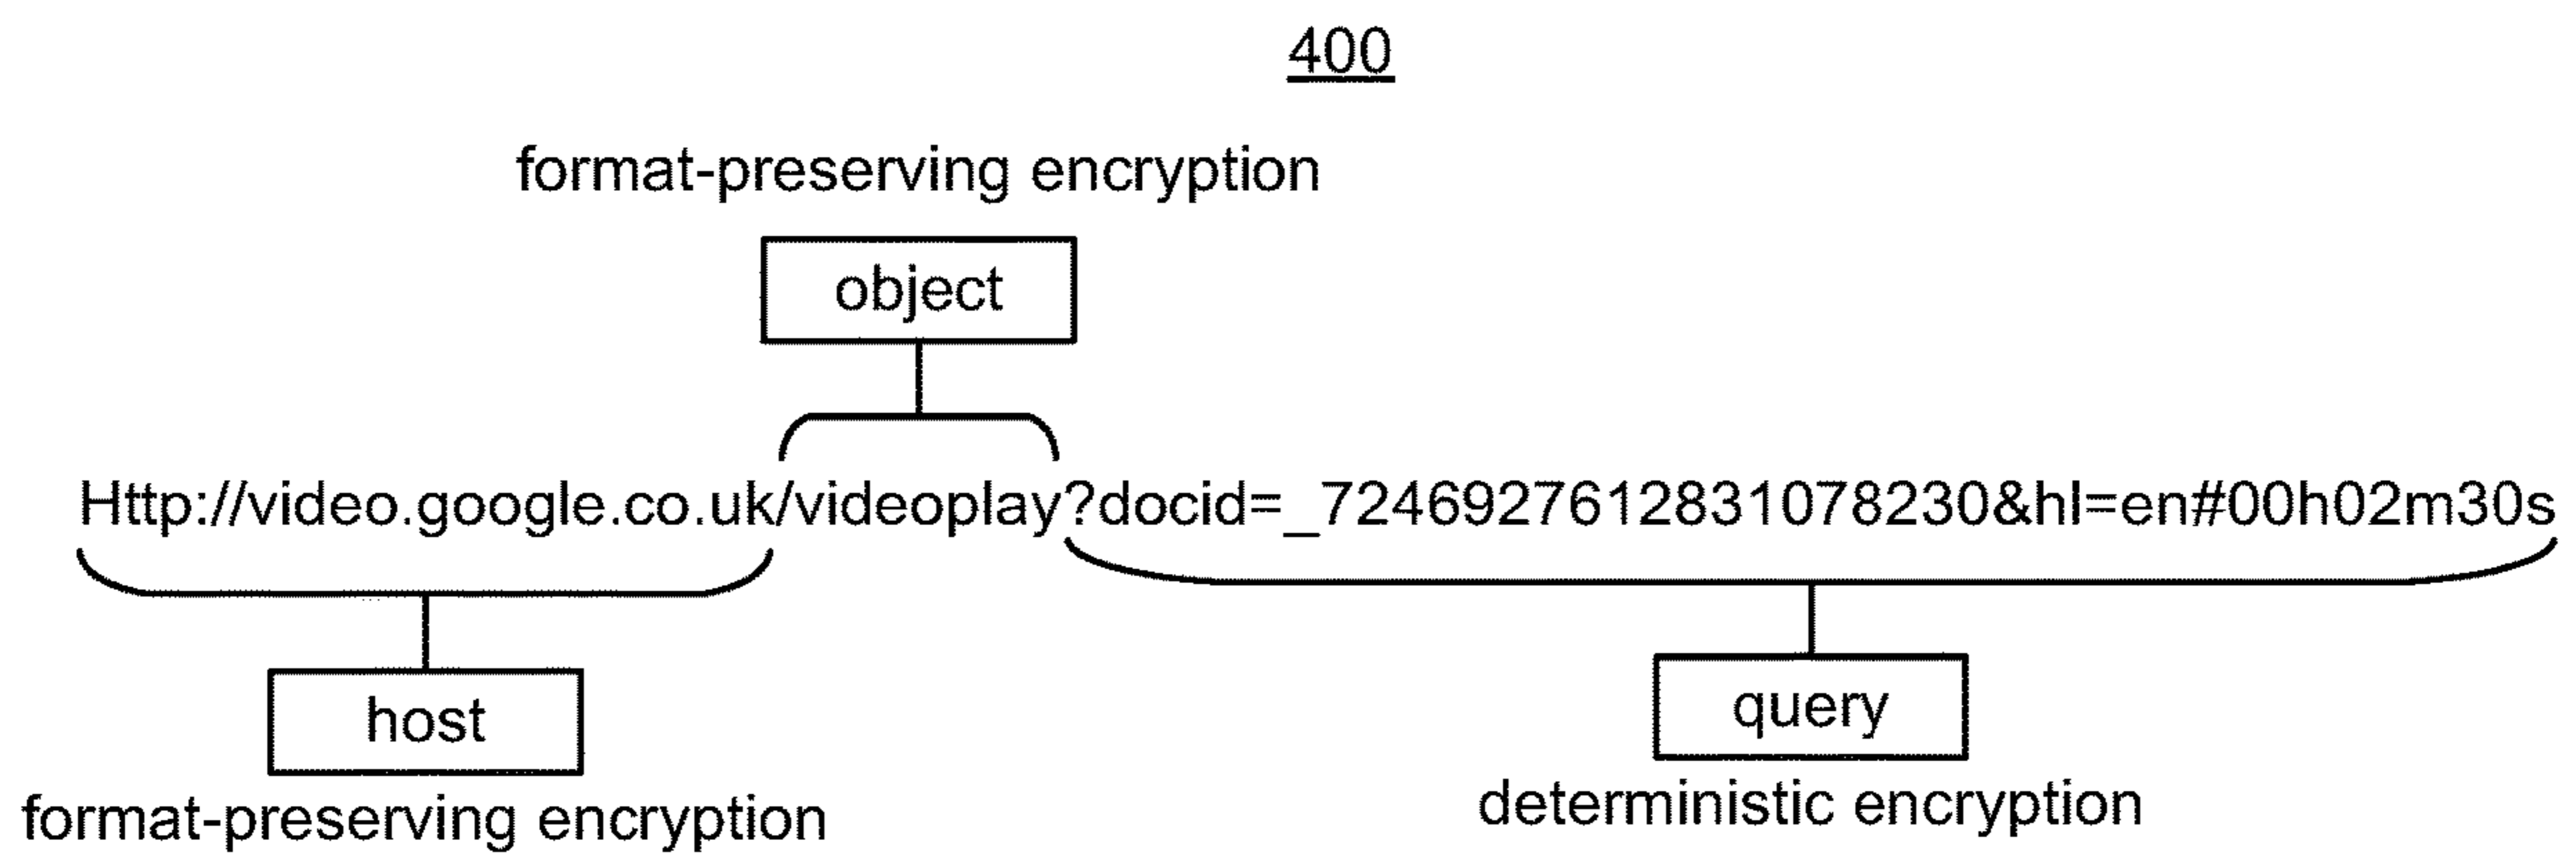 400
format-preserving encryption
object
Http://video.google.co.uk/videoplay?docid=_7246927612831078230&hl=en#00h02m30s
host
query
format-preserving encryption
deterministic encryption